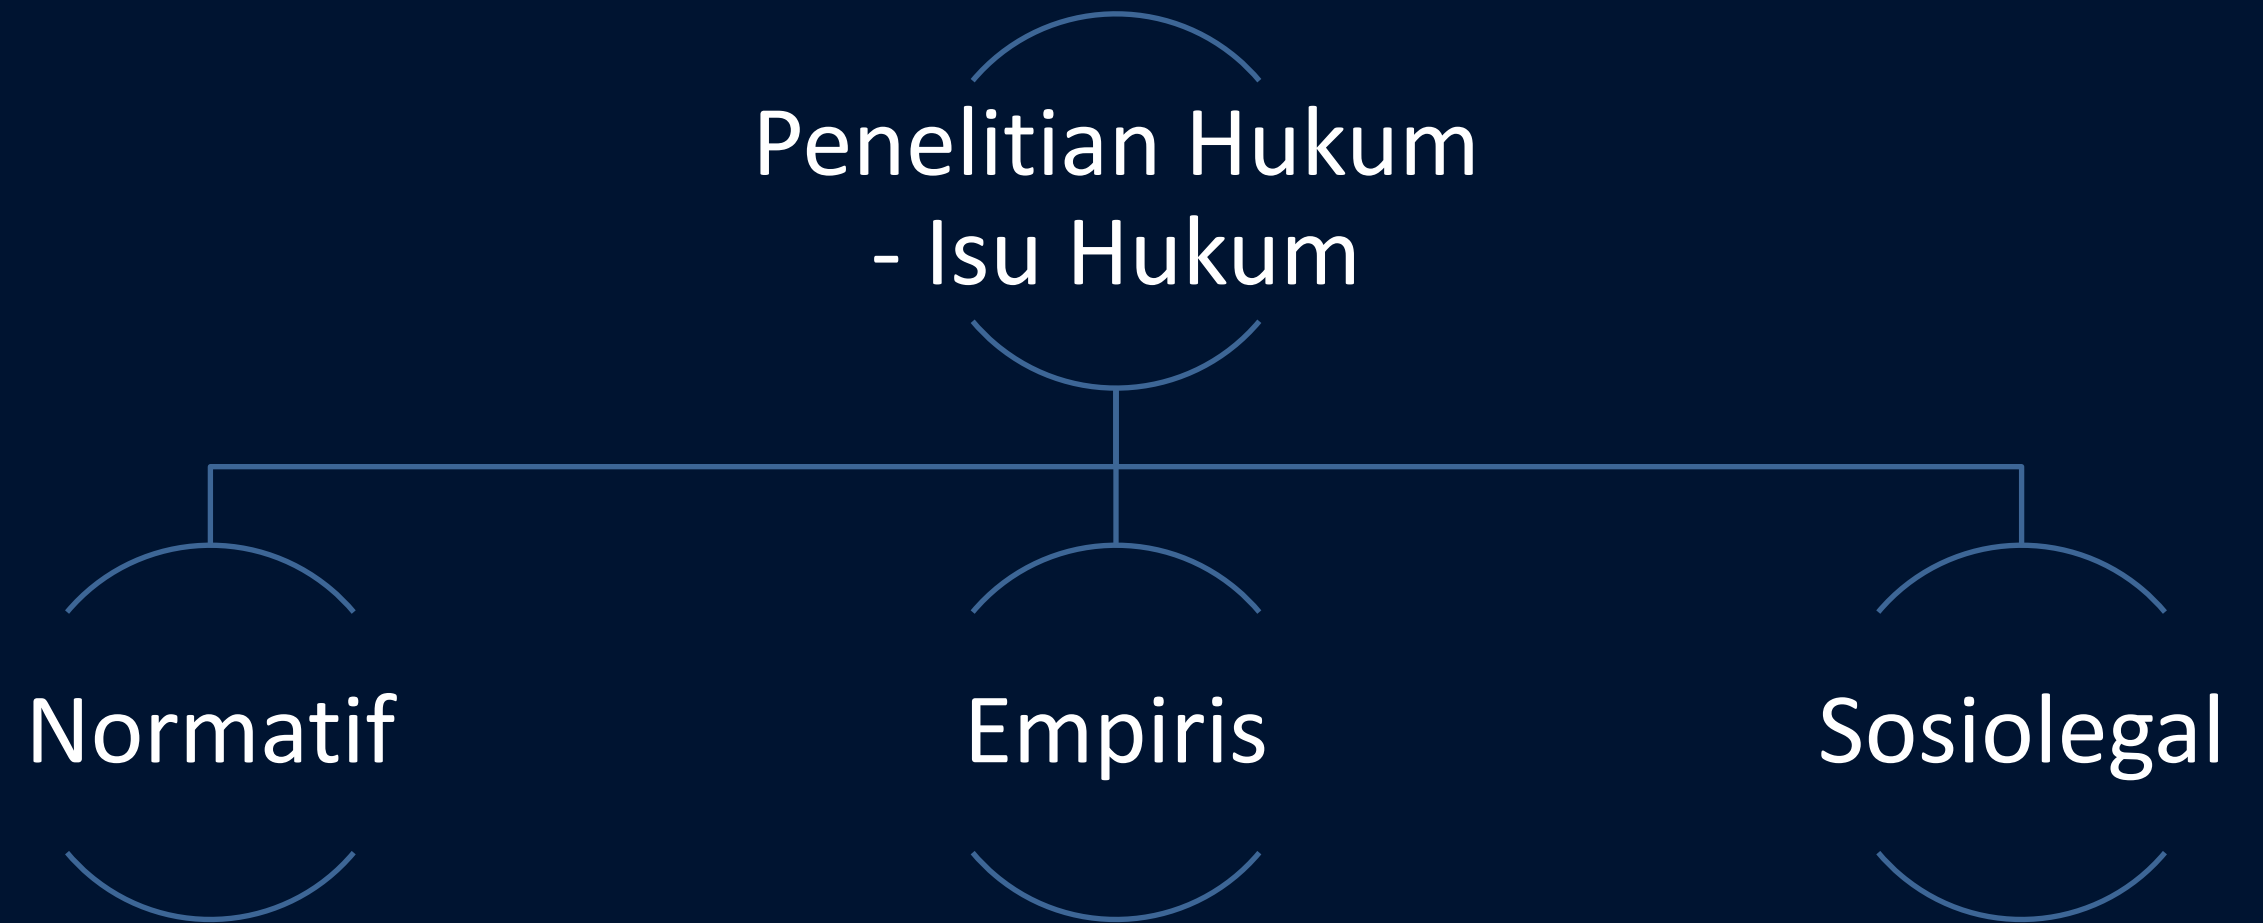 Penelitian Hukum
- Isu Hukum
Normatif
Empiris
Sosiolegal